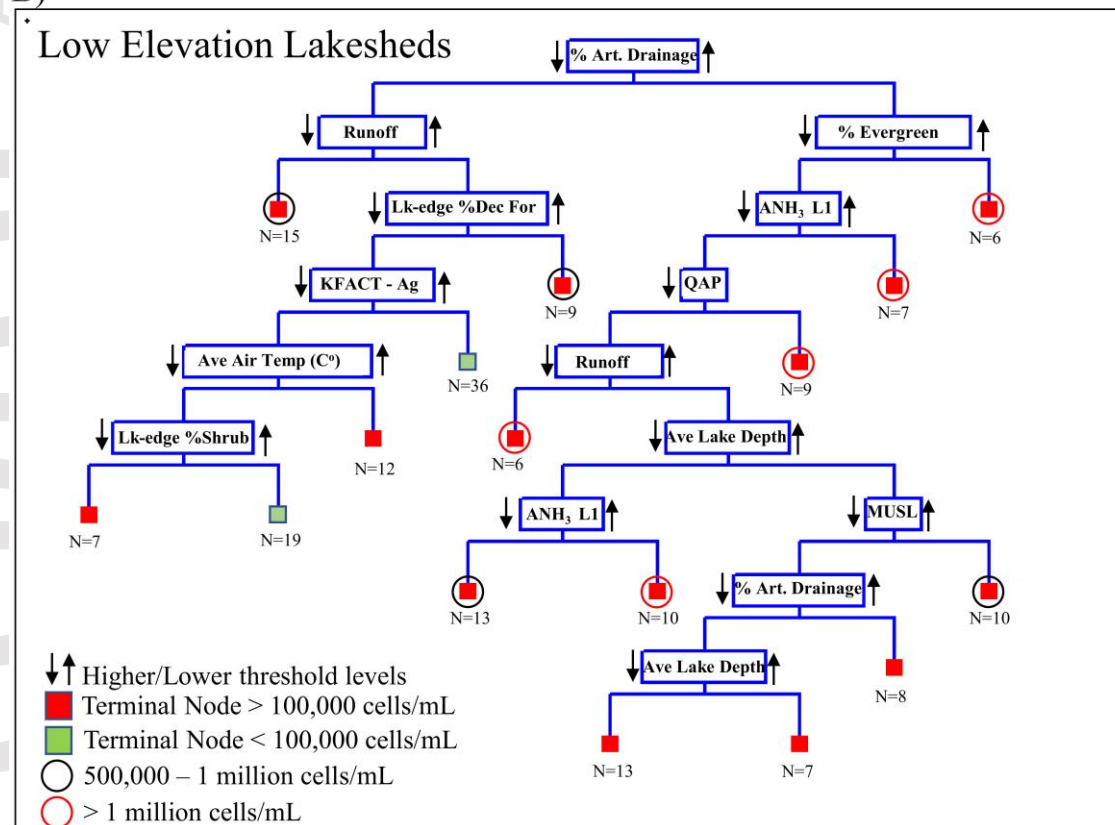 Low Elevation Lakesheds
% Art. Drainage
Runoff
% Evergreen
N=15
Lk-edge %Dec For
ANH₃ L1
N=6
KFACT - Ag
N=9
QAP
N=7
Ave Air Temp (Cᵒ)
N=36
Runoff
N=9
Lk-edge %Shrub
N=12
N=6
Ave Lake Depth
N=7
N=19
ANH₃ L1
MUSL
N=13
N=10
% Art. Drainage
N=10
Ave Lake Depth
N=8
N=13
N=7
↓↑ Higher/Lower threshold levels
Terminal Node > 100,000 cells/mL
Terminal Node < 100,000 cells/mL
500,000 – 1 million cells/mL
> 1 million cells/mL